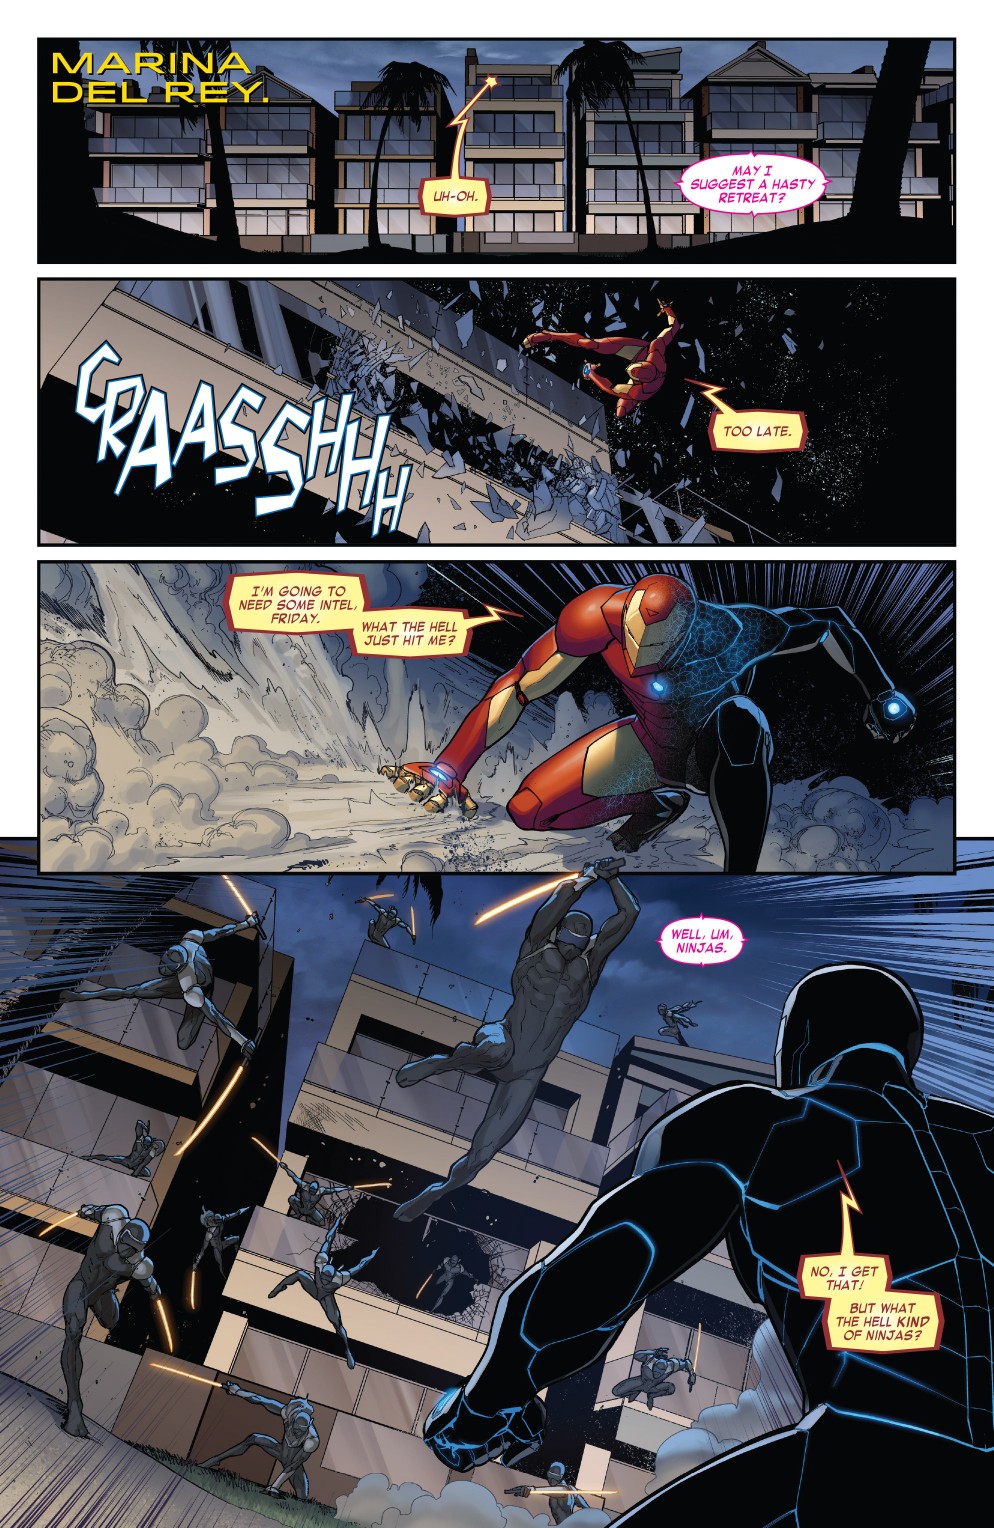 MARINA
DEL REY.
UH-OH.
MAY I
SUGGEST A HASTY
RETREAT?
CRAASSHHHH
TOO LATE.
I'M GOING TO
NEED SOME INTEL,
FRIDAY.
WHAT THE HELL
JUST HIT ME?
WELL, UM,
NINJAS.
NO, I GET
THAT!
BUT WHAT
THE HELL KIND
OF NINJAS?